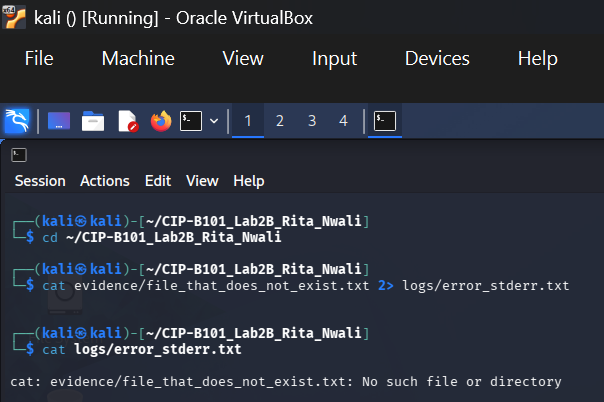 kali () [Running] - Oracle VirtualBox
File Machine View Input Devices Help
1 2 3 4
Session Actions Edit View Help
┌──(kali㉿kali)-[~/CIP-B101_Lab2B_Rita_Nwali]
└─$ cd ~/CIP-B101_Lab2B_Rita_Nwali
┌──(kali㉿kali)-[~/CIP-B101_Lab2B_Rita_Nwali]
└─$ cat evidence/file_that_does_not_exist.txt 2> logs/error_stderr.txt
┌──(kali㉿kali)-[~/CIP-B101_Lab2B_Rita_Nwali]
└─$ cat logs/error_stderr.txt
cat: evidence/file_that_does_not_exist.txt: No such file or directory